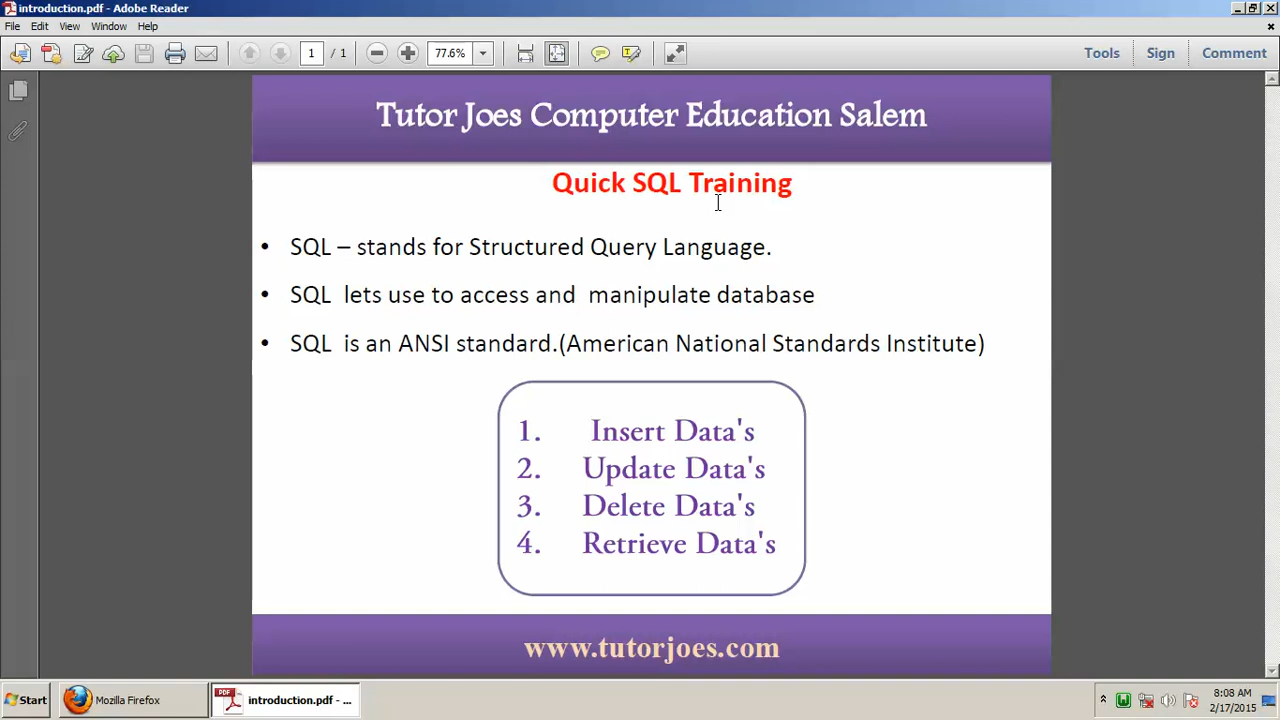 introduction.pdf - Adobe Reader
File Edit View Window Help
1 / 1 77.6% Tools Sign Comment
Tutor Joes Computer Education Salem
Quick SQL Training
• SQL – stands for Structured Query Language.
• SQL lets use to access and manipulate database
• SQL is an ANSI standard.(American National Standards Institute)
1. Insert Data's
2. Update Data's
3. Delete Data's
4. Retrieve Data's
www.tutorjoes.com
Start Mozilla Firefox introduction.pdf - ... 8:08 AM
2/17/2015